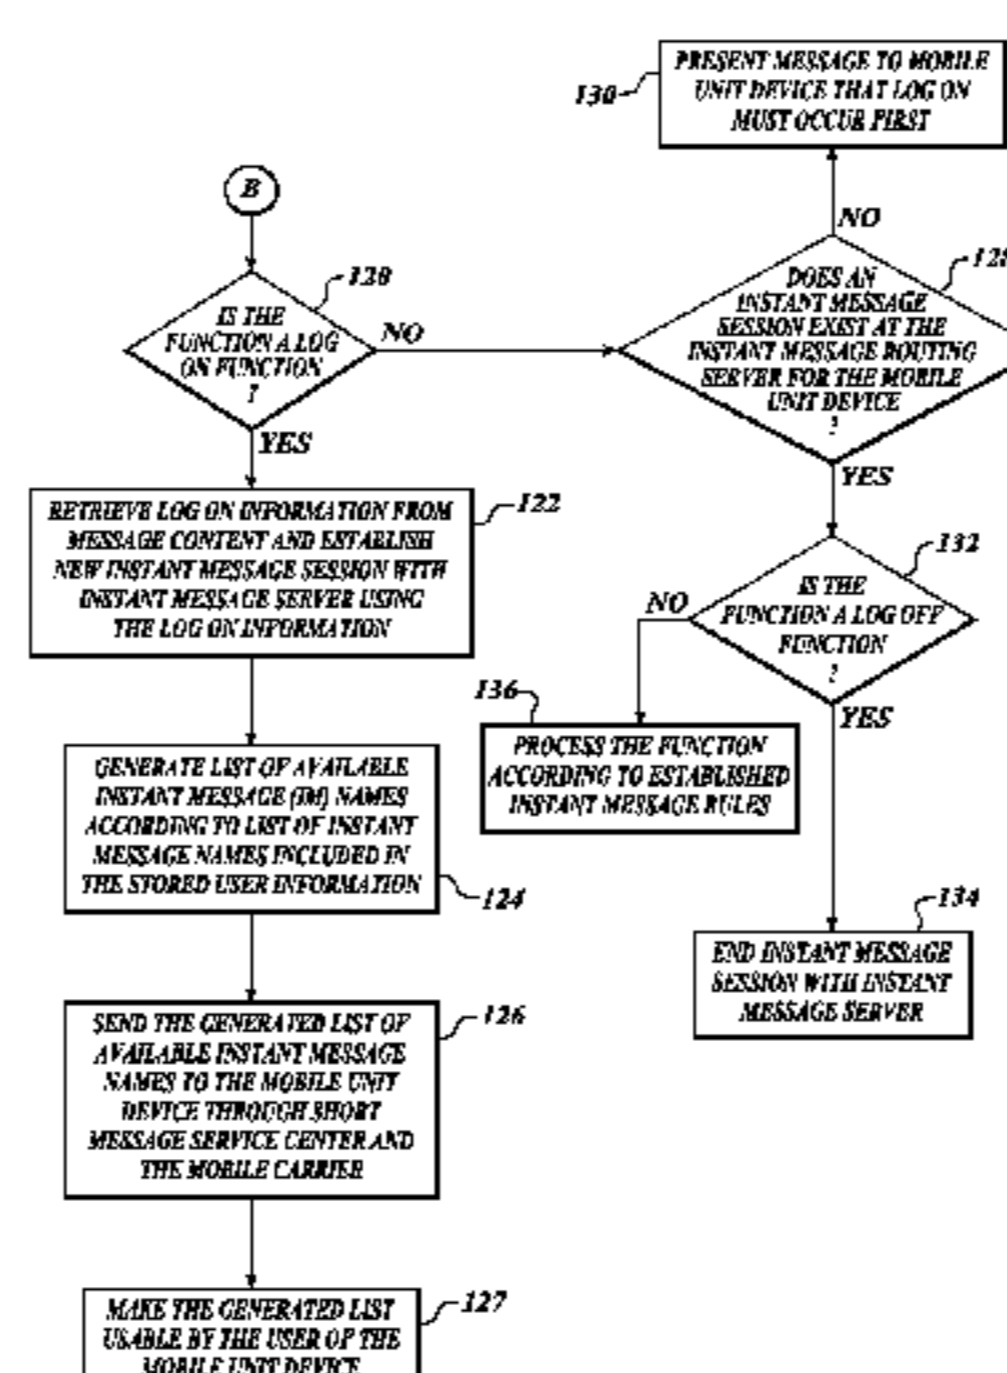 PRESENT MESSAGE TO MOBILE
UNIT DEVICE THAT LOG ON
MUST OCCUR FIRST
130
B
NO
120
128
IS THE
FUNCTION A LOG
ON FUNCTION
?
NO
DOES AN
INSTANT MESSAGE
SESSION EXIST AT THE
INSTANT MESSAGE ROUTING
SERVER FOR THE MOBILE
UNIT DEVICE
?
YES
YES
122
RETRIEVE LOG ON INFORMATION FROM
MESSAGE CONTENT AND ESTABLISH
NEW INSTANT MESSAGE SESSION WITH
INSTANT MESSAGE SERVER USING
THE LOG ON INFORMATION
132
IS THE
FUNCTION A LOG OFF
FUNCTION
?
NO
YES
136
PROCESS THE FUNCTION
ACCORDING TO ESTABLISHED
INSTANT MESSAGE RULES
GENERATE LIST OF AVAILABLE
INSTANT MESSAGE (IM) NAMES
ACCORDING TO LIST OF INSTANT
MESSAGE NAMES INCLUDED IN
THE STORED USER INFORMATION
124
134
END INSTANT MESSAGE
SESSION WITH INSTANT
MESSAGE SERVER
126
SEND THE GENERATED LIST OF
AVAILABLE INSTANT MESSAGE
NAMES TO THE MOBILE UNIT
DEVICE THROUGH SHORT
MESSAGE SERVICE CENTER AND
THE MOBILE CARRIER
127
MAKE THE GENERATED LIST
USABLE BY THE USER OF THE
MOBILE UNIT DEVICE